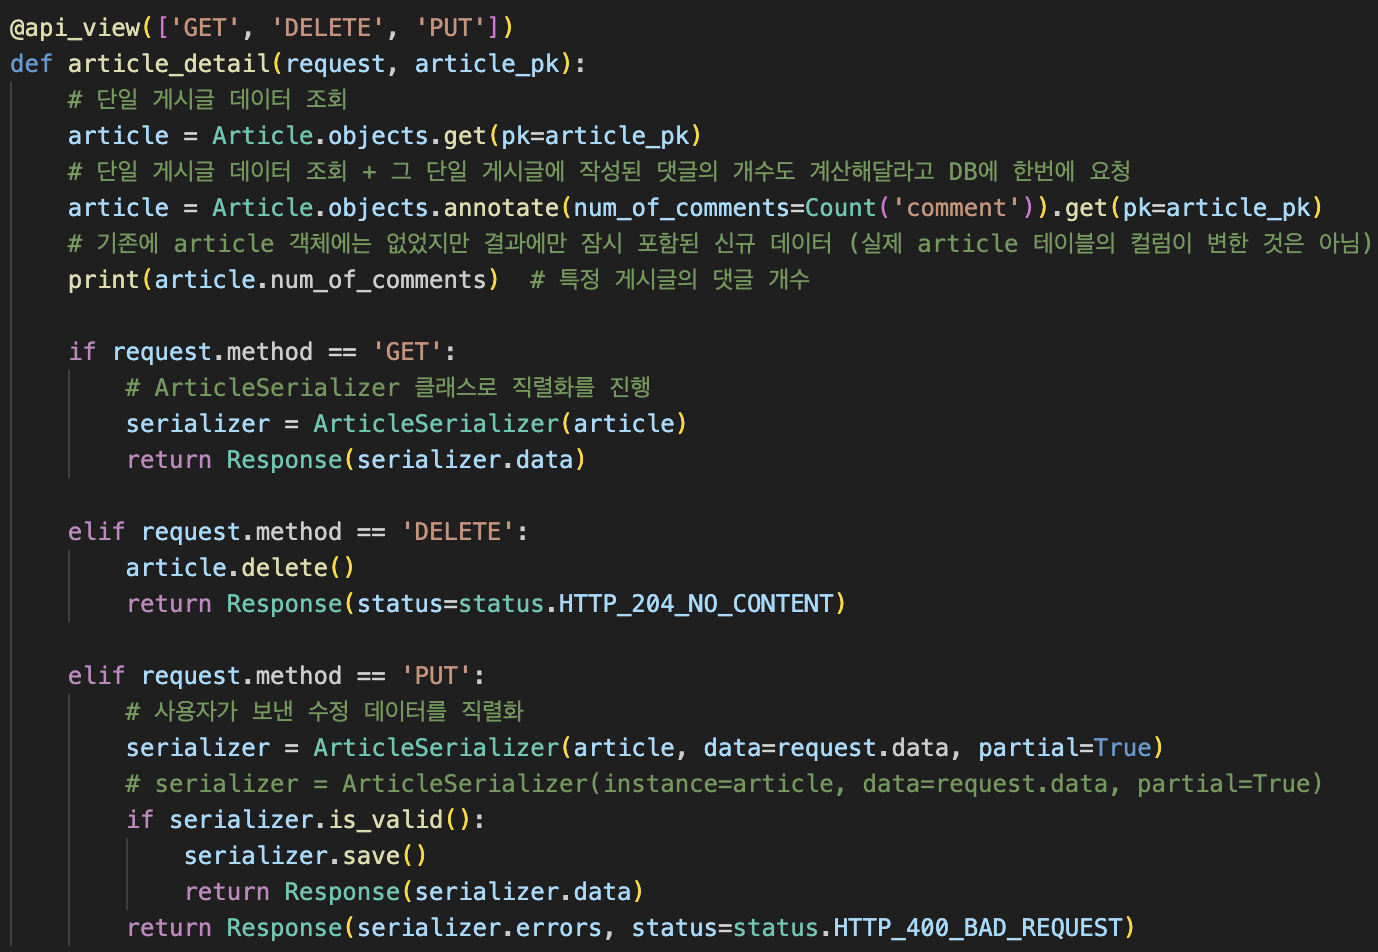 @api_view(['GET', 'DELETE', 'PUT'])
def article_detail(request, article_pk):
    # 단일 게시글 데이터 조회
    article = Article.objects.get(pk=article_pk)
    # 단일 게시글 데이터 조회 + 그 단일 게시글에 작성된 댓글의 개수도 계산해달라고 DB에 한번에 요청
    article = Article.objects.annotate(num_of_comments=Count('comment')).get(pk=article_pk)
    # 기존에 article 객체에는 없었지만 결과에만 잠시 포함된 신규 데이터 (실제 article 테이블의 컬럼이 변한 것은 아님)
    print(article.num_of_comments)  # 특정 게시글의 댓글 개수

    if request.method == 'GET':
        # ArticleSerializer 클래스로 직렬화를 진행
        serializer = ArticleSerializer(article)
        return Response(serializer.data)

    elif request.method == 'DELETE':
        article.delete()
        return Response(status=status.HTTP_204_NO_CONTENT)

    elif request.method == 'PUT':
        # 사용자가 보낸 수정 데이터를 직렬화
        serializer = ArticleSerializer(article, data=request.data, partial=True)
        # serializer = ArticleSerializer(instance=article, data=request.data, partial=True)
        if serializer.is_valid():
            serializer.save()
            return Response(serializer.data)
        return Response(serializer.errors, status=status.HTTP_400_BAD_REQUEST)